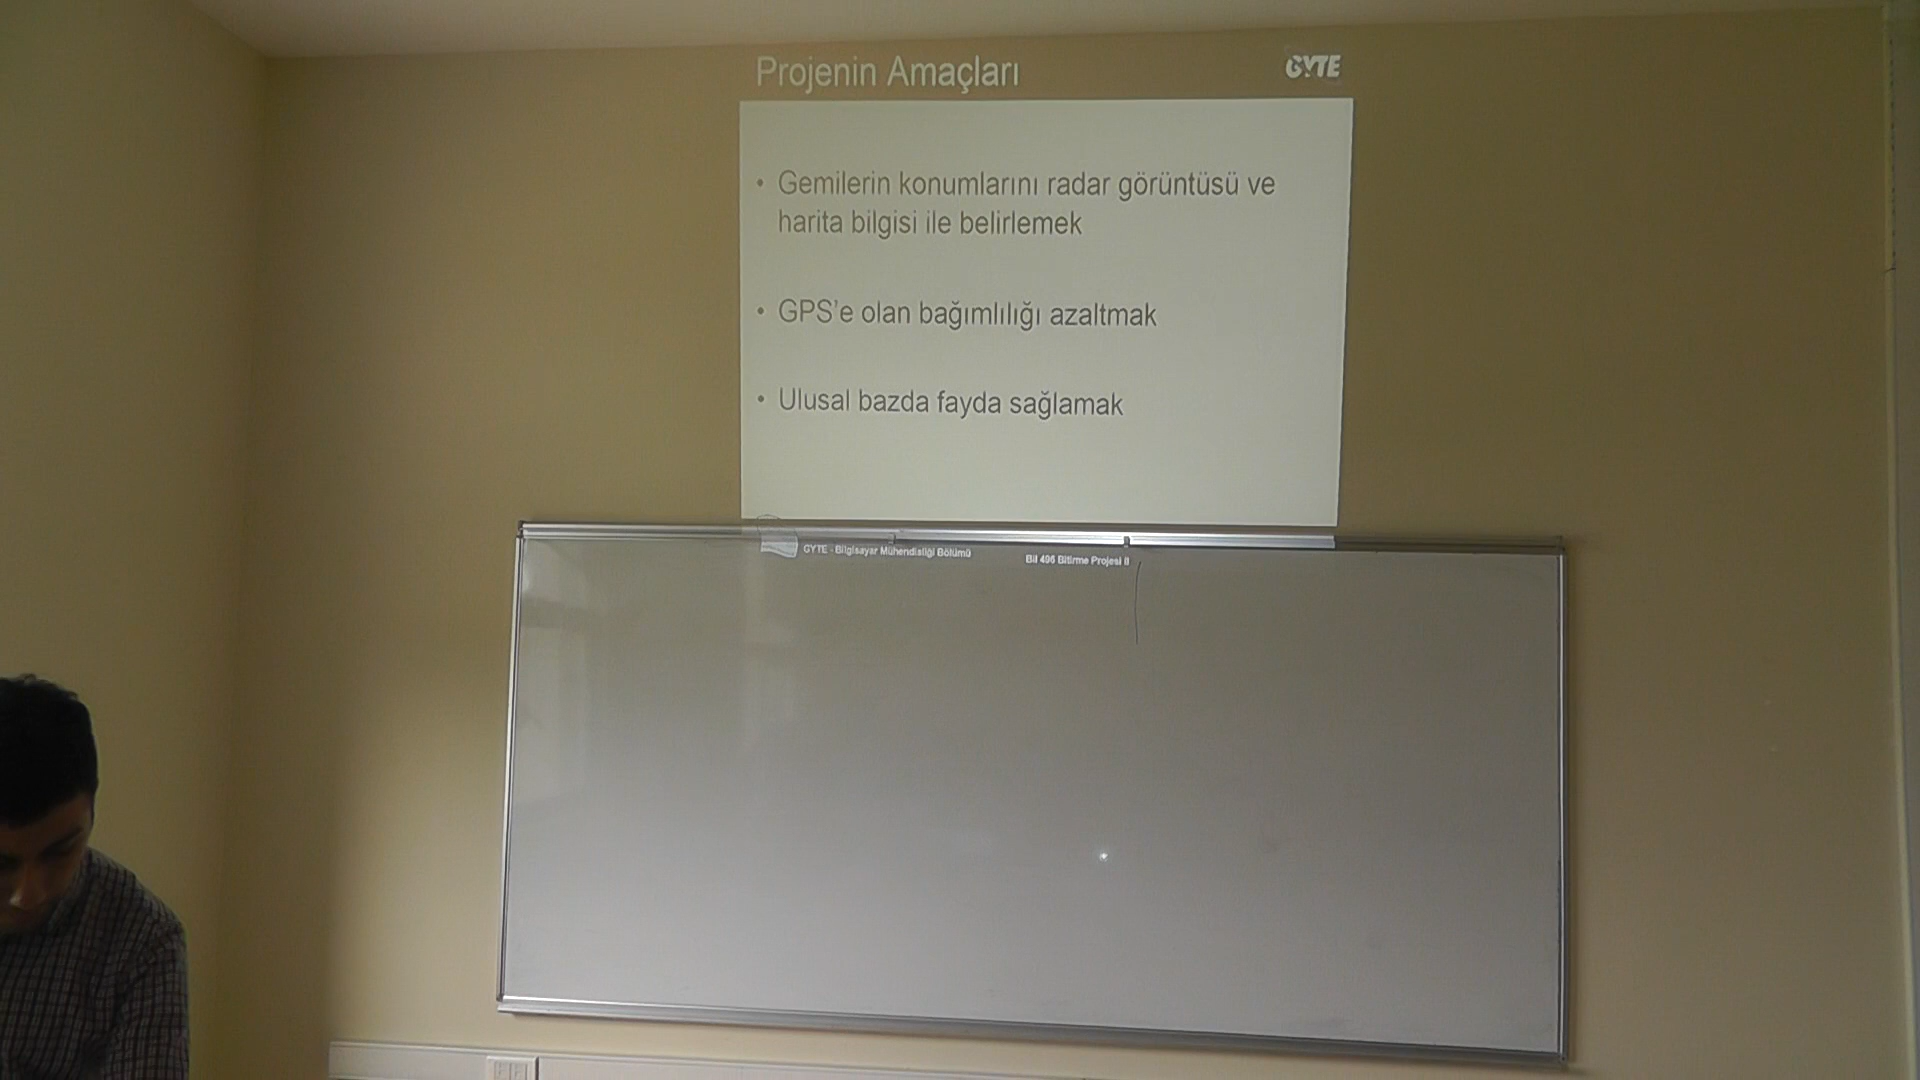 Projenin Amaçları
GYTE
• Gemilerin konumlarını radar görüntüsü ve
harita bilgisi ile belirlemek
• GPS'e olan bağımlılığı azaltmak
• Ulusal bazda fayda sağlamak
GYTE - Bilgisayar Mühendisliği Bölümü
Bil 496 Bitirme Projesi II